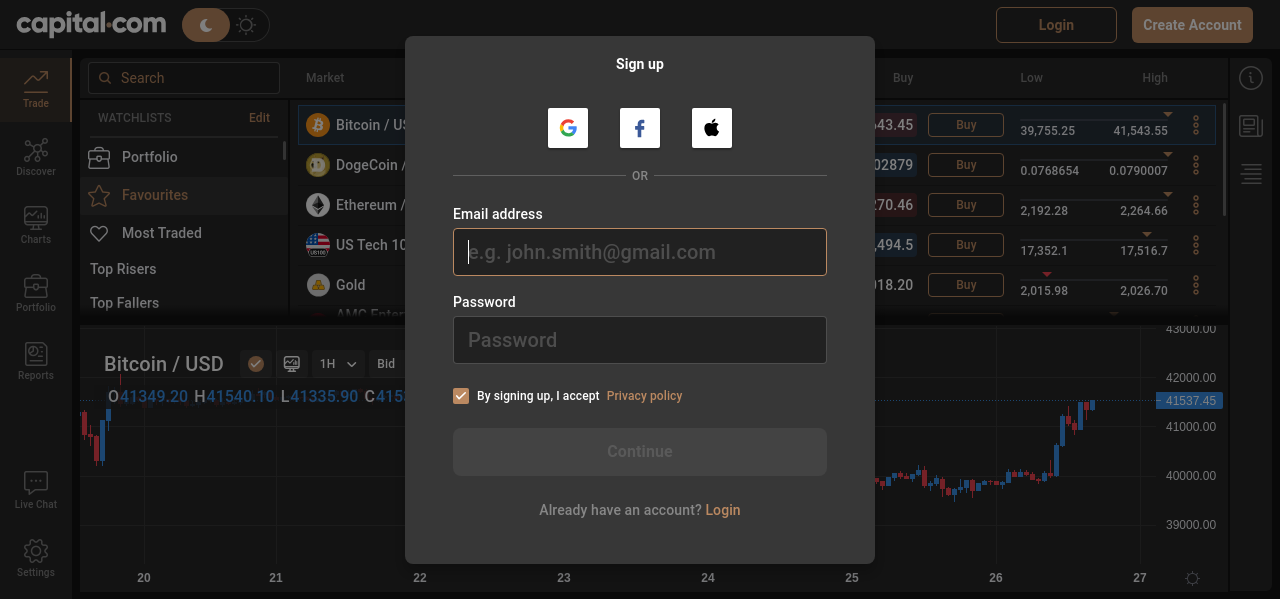 capital.com
Login
Create Account
Sign up
Trade
Search
Market
Buy
Low
High
WATCHLISTS
Edit
Bitcoin / US
43.45
Buy
39,755.25
41,543.55
Discover
Portfolio
DogeCoin /
02879
Buy
0.0768654
0.0790007
OR
Favourites
Ethereum /
270.46
Buy
2,192.28
2,264.66
Email address
Charts
Most Traded
US Tech 10
,494.5
Buy
17,352.1
17,516.7
e.g. john.smith@gmail.com
Top Risers
Gold
018.20
Buy
2,015.98
2,026.70
Portfolio
Top Fallers
Password
43000.00
Password
Bitcoin / USD
1H
Bid
Reports
42000.00
O41349.20 H41540.10 L41335.90 C415
By signing up, I accept Privacy policy
41537.45
41000.00
Continue
40000.00
Live Chat
Already have an account? Login
39000.00
Settings
20
21
22
23
24
25
26
27